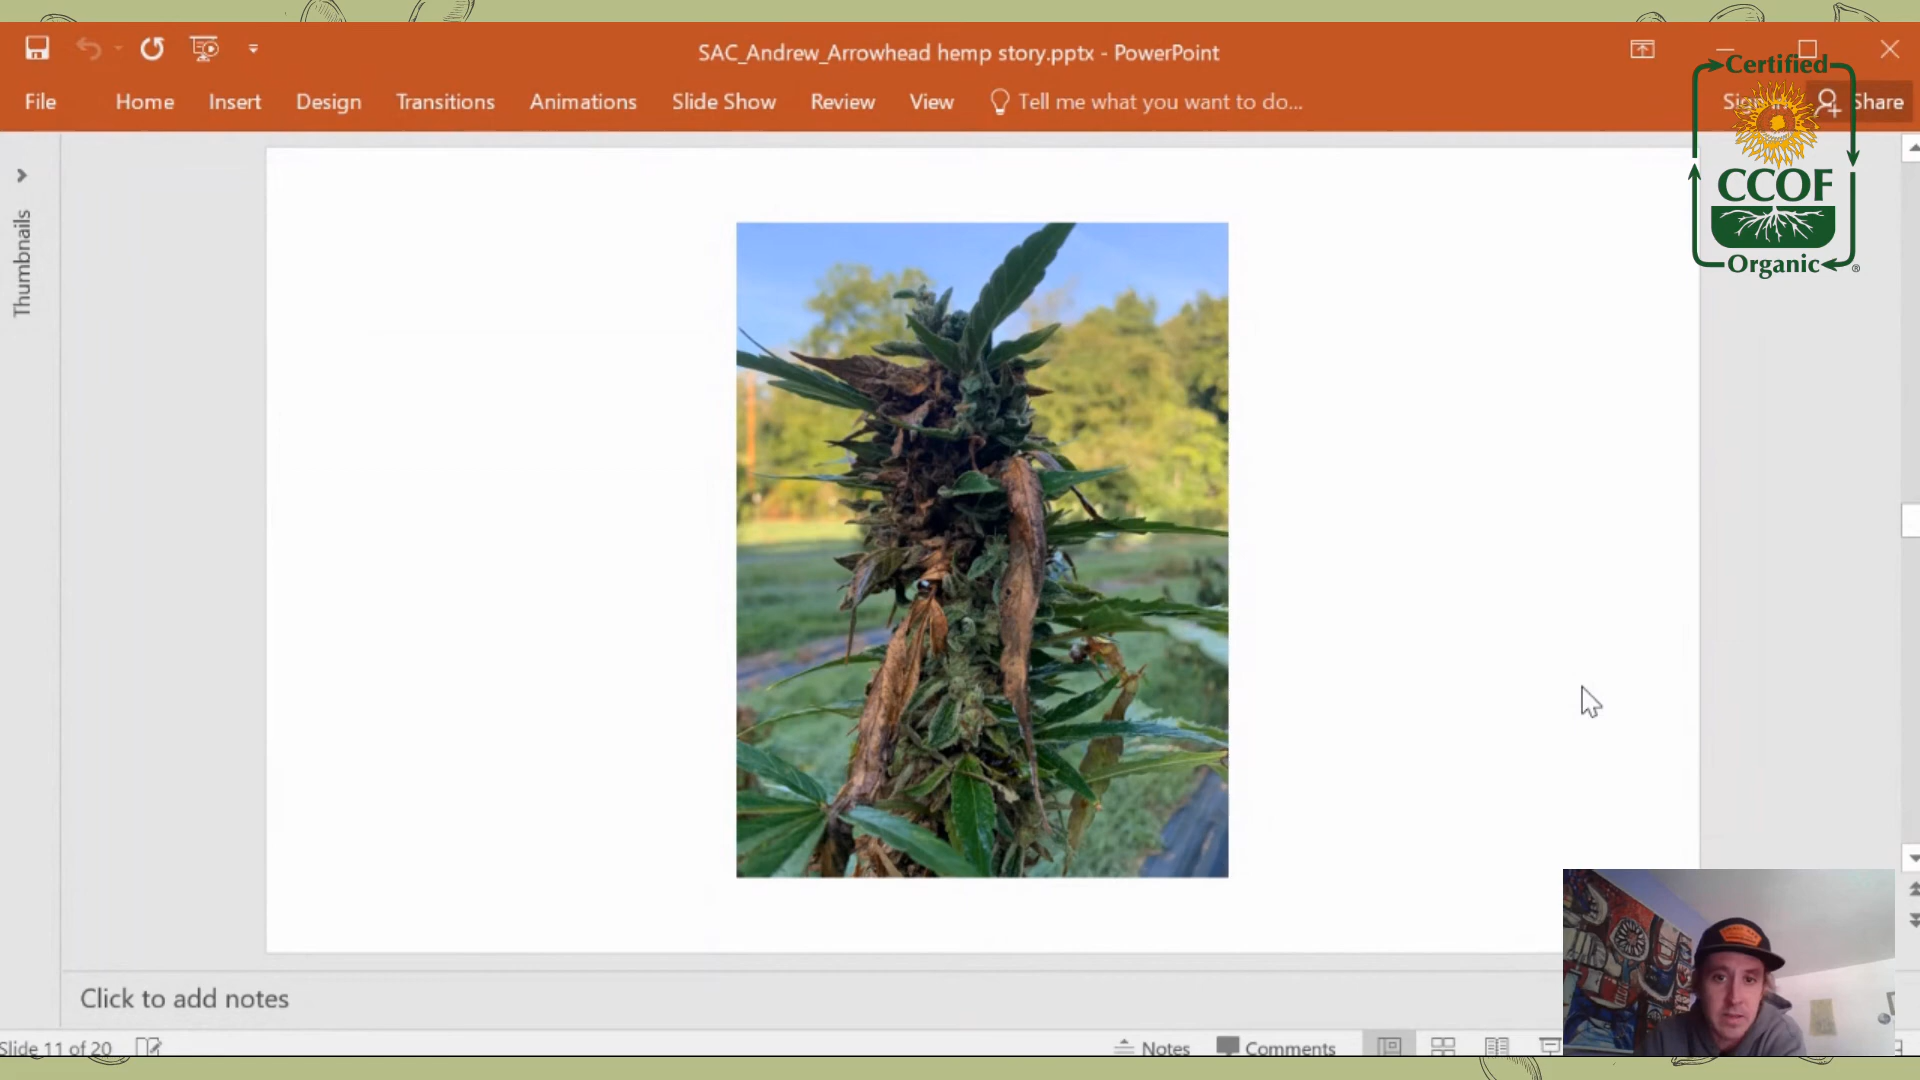 SAC_Andrew_Arrowhead hemp story.pptx - PowerPoint
File Home Insert Design Transitions Animations Slide Show Review View Tell me what you want to do... Share
Certified
CCOF
Organic ®
Thumbnails
Click to add notes
Slide 11 of 20 Notes Comments